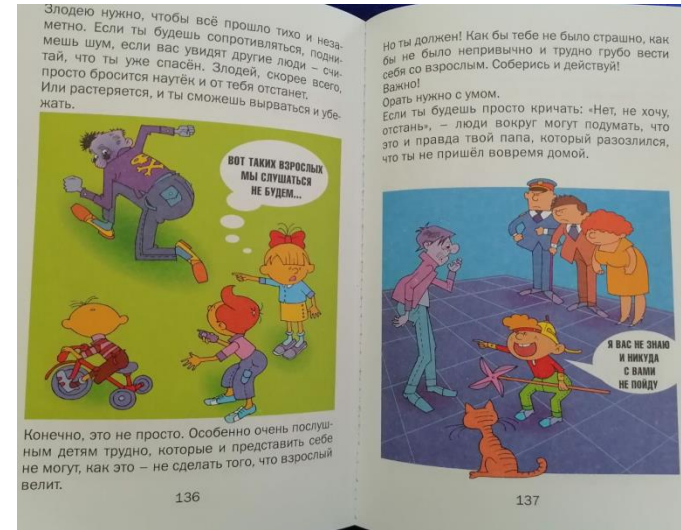 Злодею нужно, чтобы всё прошло тихо и неза-
метно. Если ты будешь сопротивляться, подни-
мешь шум, если вас увидят другие люди – счи-
тай, что ты уже спасён. Злодей, скорее всего,
просто бросится наутёк и от тебя отстанет.
Или растеряется, и ты сможешь вырваться и убе-
жать.
ВОТ ТАКИХ ВЗРОСЛЫХ
МЫ СЛУШАТЬСЯ
НЕ БУДЕМ...
Конечно, это не просто. Особенно очень послуш-
ным детям трудно, которые и представить себе
не могут, как это – не сделать того, что взрослый
велит.
136
Но ты должен! Как бы тебе не было страшно, как
бы не было непривычно и трудно грубо вести
себя со взрослым. Соберись и действуй!
Важно!
Орать нужно с умом.
Если ты будешь просто кричать: «Нет, не хочу,
отстань», – люди вокруг могут подумать, что
это и правда твой папа, который разозлился,
что ты не пришёл вовремя домой.
Я ВАС НЕ ЗНАЮ
И НИКУДА
С ВАМИ
НЕ ПОЙДУ
137